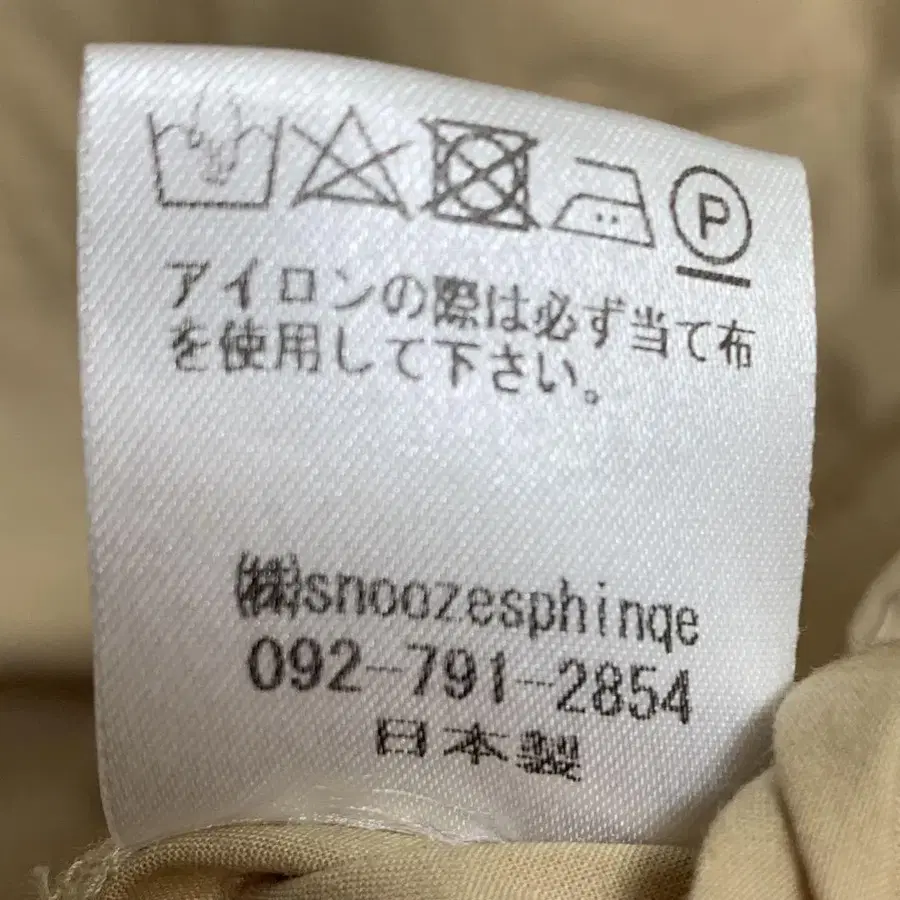 P
アイロンの際は必ず当て布
を使用して下さい。
㈱snoozesphinqe
092-791-2854
日本製